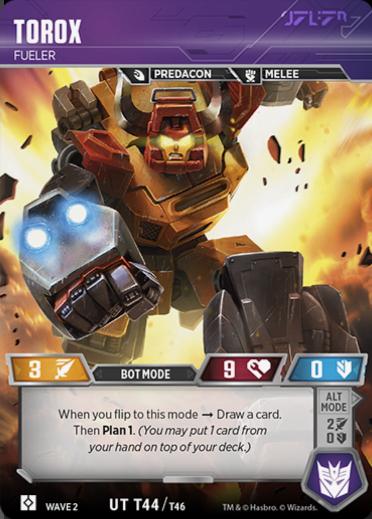 TOROX
FUELER
PREDACON
MELEE
3
BOT MODE
9
0
When you flip to this mode → Draw a card.
Then Plan 1. (You may put 1 card from
your hand on top of your deck.)
ALT
MODE
2
0
WAVE 2
UT T44/T46
TM & © Hasbro. © Wizards.